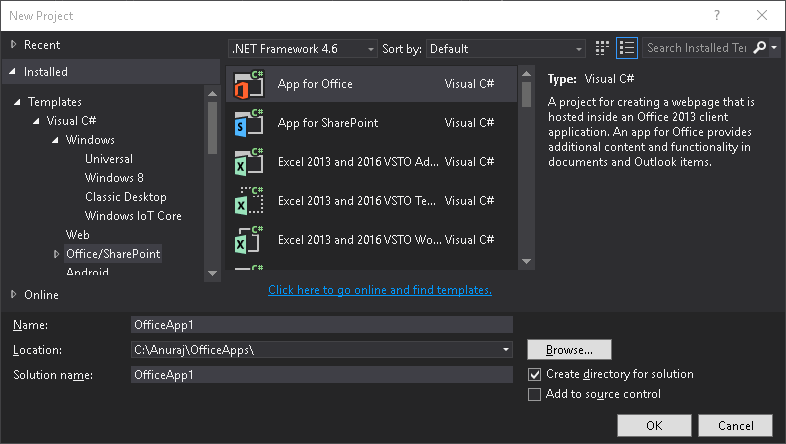 New Project
? 
Recent
.NET Framework 4.6
Sort by:
Default
Search Installed Te
Installed
Templates
Visual C#
Windows
Universal
Windows 8
Classic Desktop
Windows IoT Core
Web
Office/SharePoint
Android
Online
C#
App for Office
Visual C#
C#
App for SharePoint
Visual C#
C#
Excel 2013 and 2016 VSTO Ad...
Visual C#
C#
Excel 2013 and 2016 VSTO Te...
Visual C#
C#
Excel 2013 and 2016 VSTO Wo...
Visual C#
Click here to go online and find templates.
Type: Visual C#
A project for creating a webpage that is
hosted inside an Office 2013 client
application. An app for Office provides
additional content and functionality in
documents and Outlook items.
Name:
OfficeApp1
Location:
C:\Anuraj\OfficeApps\
Browse...
Solution name:
OfficeApp1
Create directory for solution
Add to source control
OK
Cancel